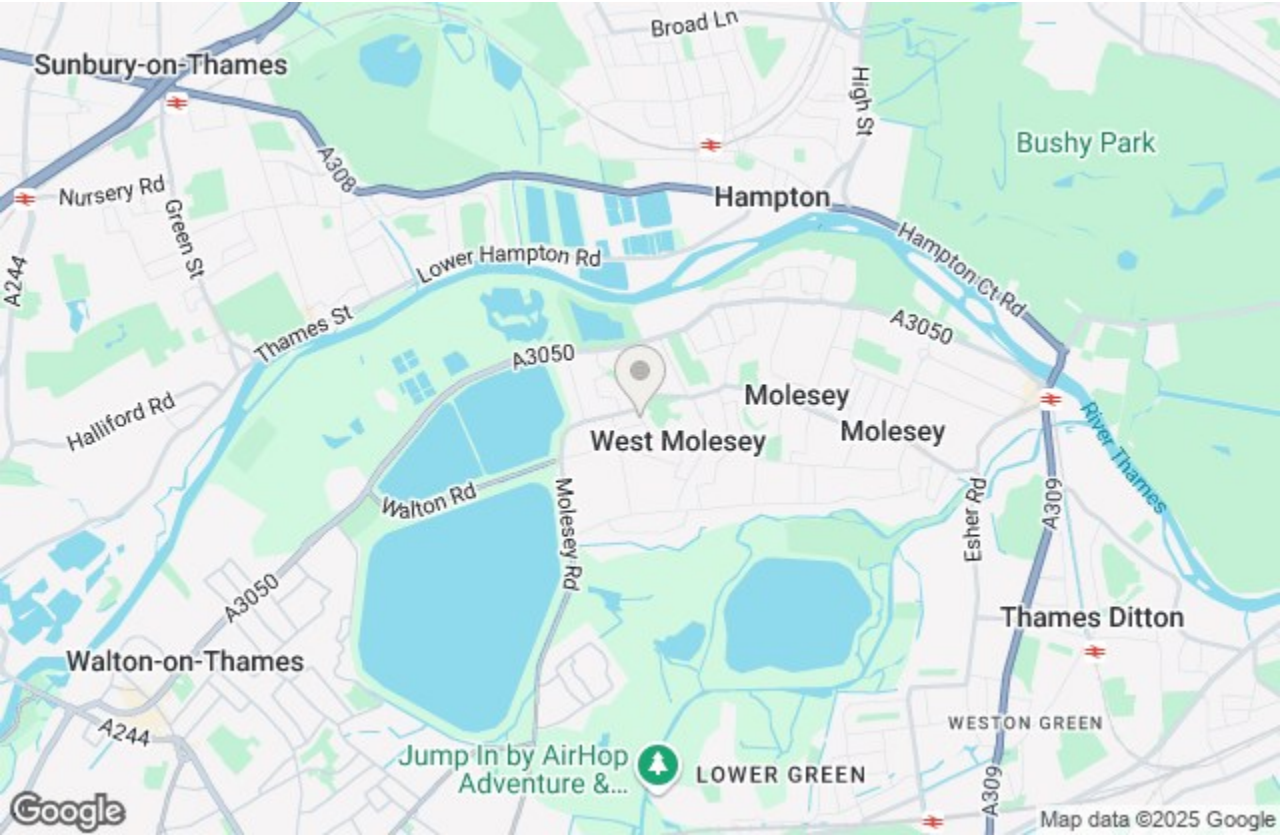 Broad Ln
Sunbury-on-Thames
High St
Bushy Park
A308
Nursery Rd
Hampton
Green St
Hampton Ct Rd
Lower Hampton Rd
A244
Thames St
A3050
A3050
Halliford Rd
Molesey
West Molesey
Molesey
River Thames
Walton Rd
Molesey Rd
Esher Rd
A309
A3050
Thames Ditton
Walton-on-Thames
WESTON GREEN
A244
Jump In by AirHop
Adventure &...
LOWER GREEN
A309
Google
Map data ©2025 Google